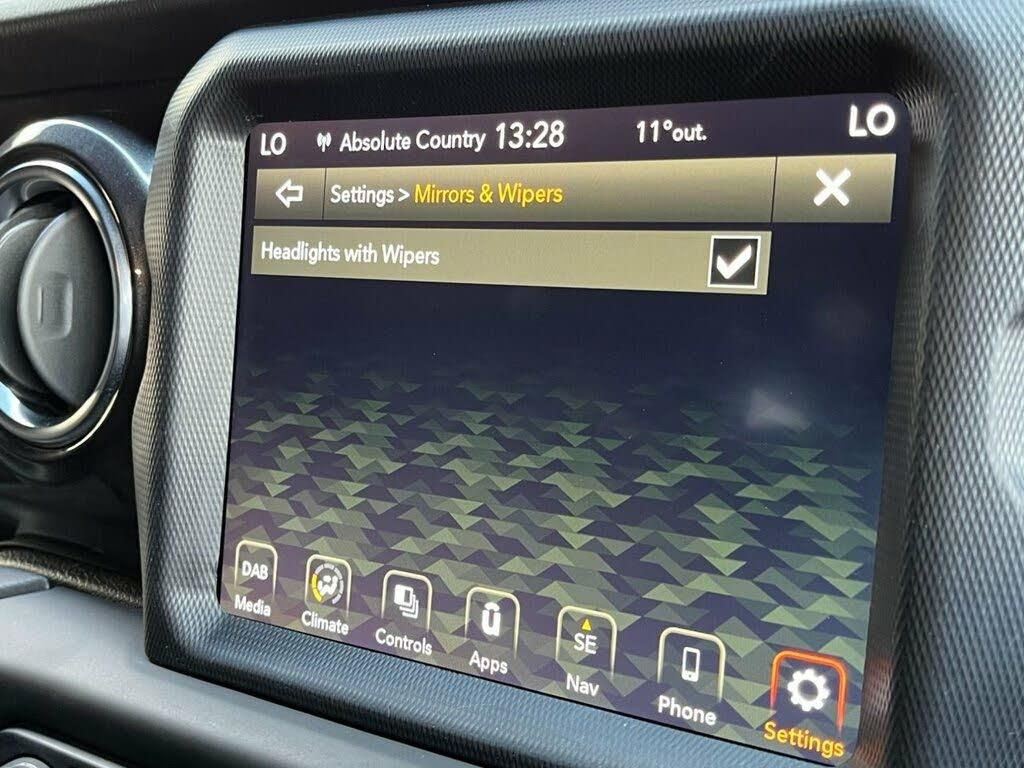 LO Absolute Country 13:28 11°out. LO
Settings > Mirrors & Wipers
Headlights with Wipers
DAB
Media
Climate
Controls
Apps
SE
Nav
Phone
Settings